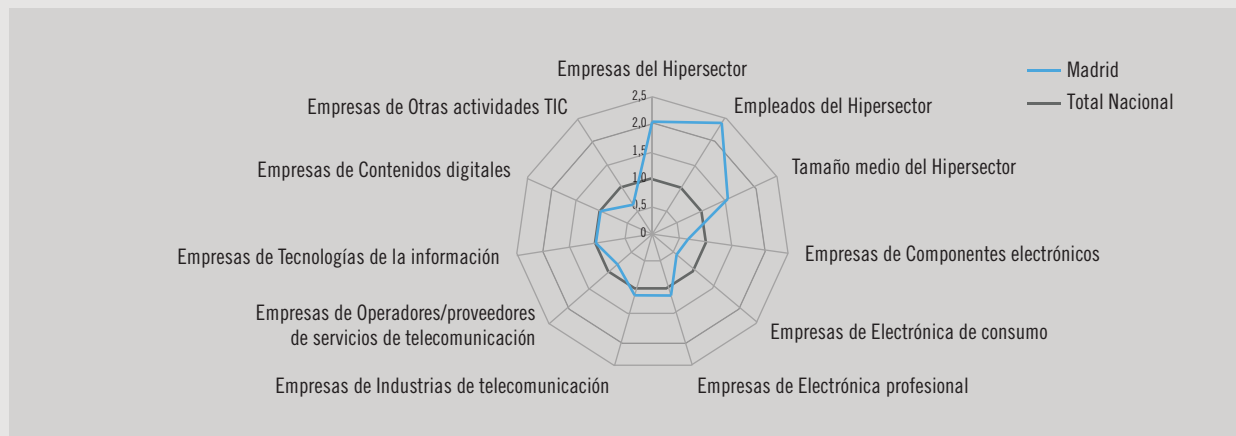 Empresas del Hipersector
Empleados del Hipersector
Tamaño medio del Hipersector
Empresas de Componentes electrónicos
Empresas de Electrónica de consumo
Empresas de Electrónica profesional
Empresas de Industrias de telecomunicación
Empresas de Operadores/proveedores
de servicios de telecomunicación
Empresas de Tecnologías de la información
Empresas de Contenidos digitales
Empresas de Otras actividades TIC
2,5
2,0
1,5
1,0
0,5
0
Madrid
Total Nacional